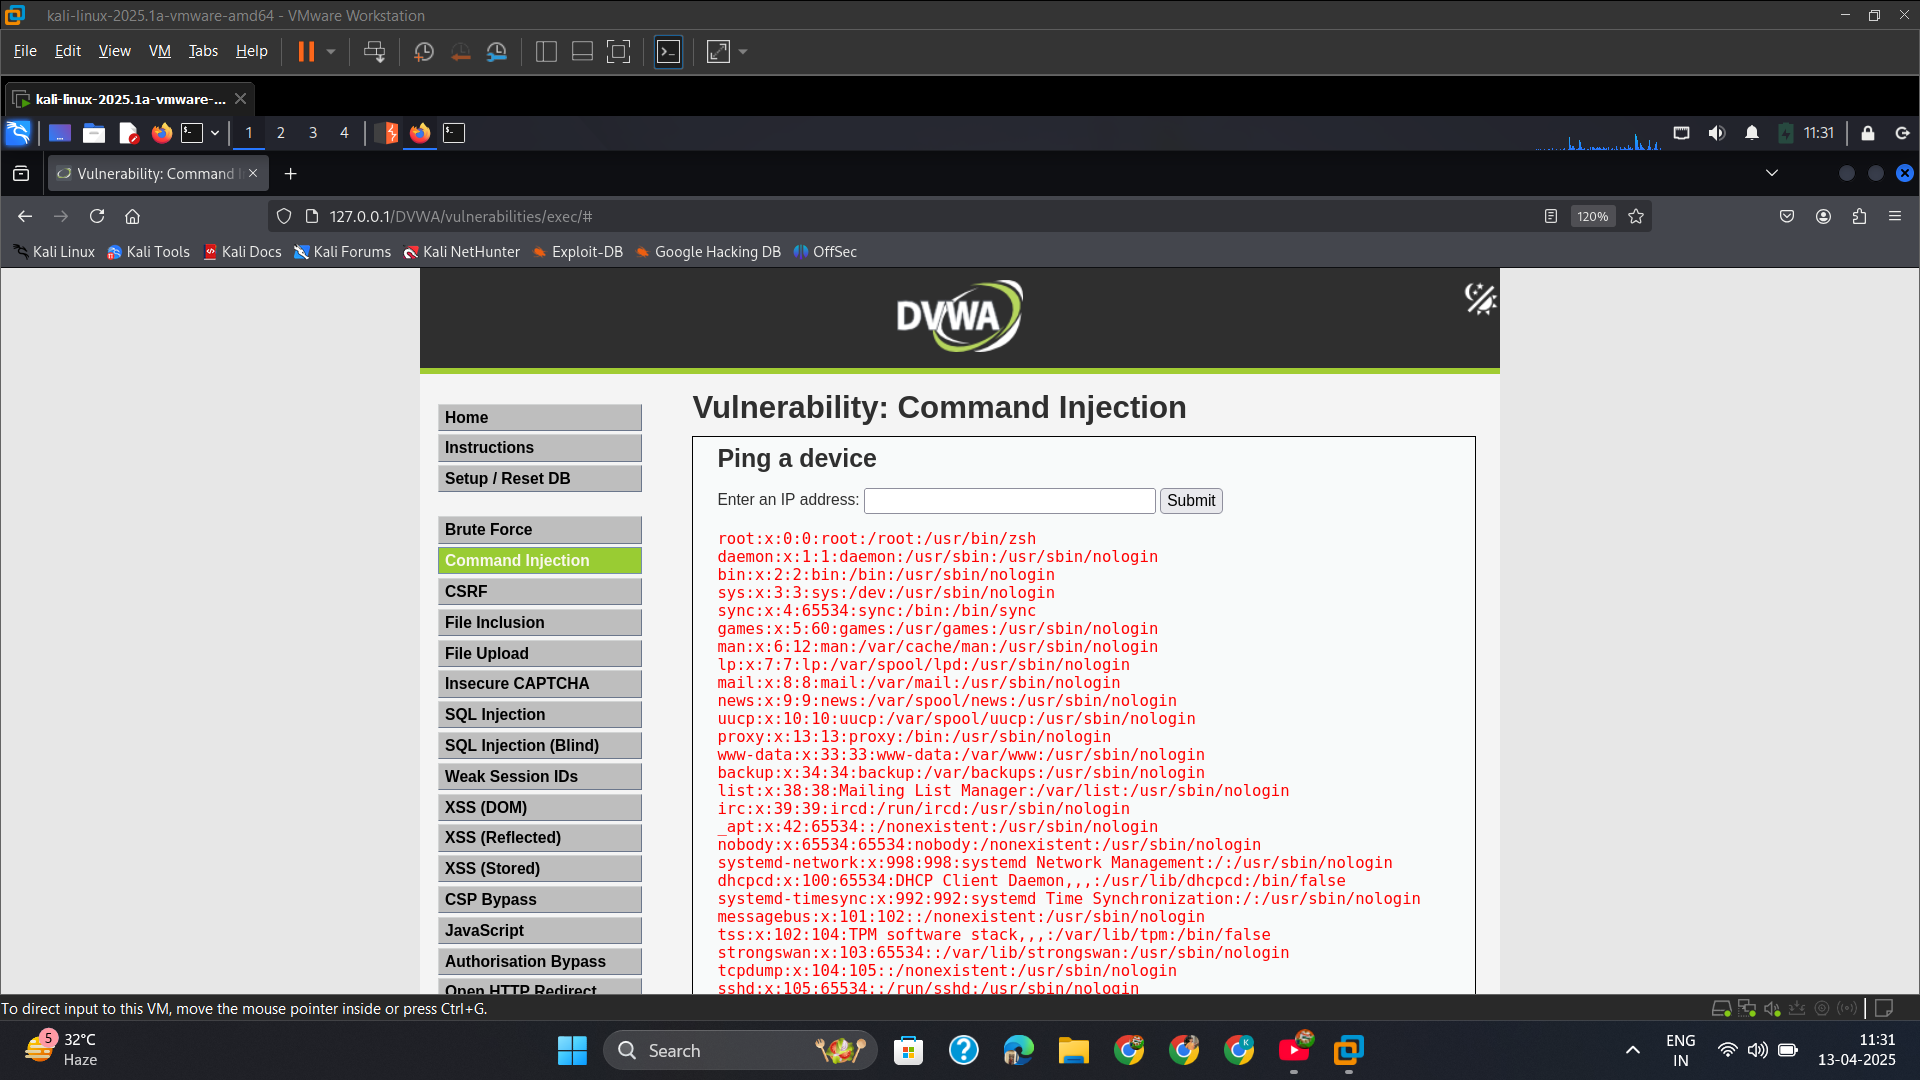 kali-linux-2025.1a-vmware-amd64 - VMware Workstation
File Edit View VM Tabs Help
kali-linux-2025.1a-vmware-...
1 2 3 4 11:31
Vulnerability: Command I
127.0.0.1/DVWA/vulnerabilities/exec/# 120%
Kali Linux Kali Tools Kali Docs Kali Forums Kali NetHunter Exploit-DB Google Hacking DB OffSec
DVWA
Home
Instructions
Setup / Reset DB
Brute Force
Command Injection
CSRF
File Inclusion
File Upload
Insecure CAPTCHA
SQL Injection
SQL Injection (Blind)
Weak Session IDs
XSS (DOM)
XSS (Reflected)
XSS (Stored)
CSP Bypass
JavaScript
Authorisation Bypass
Open HTTP Redirect
Vulnerability: Command Injection
Ping a device
Enter an IP address: Submit
root:x:0:0:root:/root:/usr/bin/zsh
daemon:x:1:1:daemon:/usr/sbin:/usr/sbin/nologin
bin:x:2:2:bin:/bin:/usr/sbin/nologin
sys:x:3:3:sys:/dev:/usr/sbin/nologin
sync:x:4:65534:sync:/bin:/bin/sync
games:x:5:60:games:/usr/games:/usr/sbin/nologin
man:x:6:12:man:/var/cache/man:/usr/sbin/nologin
lp:x:7:7:lp:/var/spool/lpd:/usr/sbin/nologin
mail:x:8:8:mail:/var/mail:/usr/sbin/nologin
news:x:9:9:news:/var/spool/news:/usr/sbin/nologin
uucp:x:10:10:uucp:/var/spool/uucp:/usr/sbin/nologin
proxy:x:13:13:proxy:/bin:/usr/sbin/nologin
www-data:x:33:33:www-data:/var/www:/usr/sbin/nologin
backup:x:34:34:backup:/var/backups:/usr/sbin/nologin
list:x:38:38:Mailing List Manager:/var/list:/usr/sbin/nologin
irc:x:39:39:ircd:/run/ircd:/usr/sbin/nologin
_apt:x:42:65534::/nonexistent:/usr/sbin/nologin
nobody:x:65534:65534:nobody:/nonexistent:/usr/sbin/nologin
systemd-network:x:998:998:systemd Network Management:/:/usr/sbin/nologin
dhcpcd:x:100:65534:DHCP Client Daemon,,,:/usr/lib/dhcpcd:/bin/false
systemd-timesync:x:992:992:systemd Time Synchronization:/:/usr/sbin/nologin
messagebus:x:101:102::/nonexistent:/usr/sbin/nologin
tss:x:102:104:TPM software stack,,,:/var/lib/tpm:/bin/false
strongswan:x:103:65534::/var/lib/strongswan:/usr/sbin/nologin
tcpdump:x:104:105::/nonexistent:/usr/sbin/nologin
sshd:x:105:65534::/run/sshd:/usr/sbin/nologin
To direct input to this VM, move the mouse pointer inside or press Ctrl+G.
5 32°C
Haze
Search
ENG
IN
11:31
13-04-2025